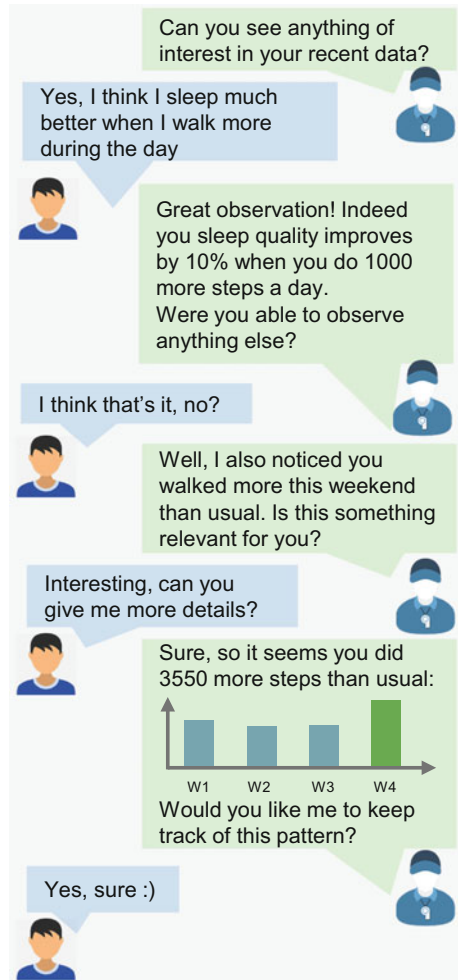 Can you see anything of
interest in your recent data?
Yes, I think I sleep much
better when I walk more
during the day
Great observation! Indeed
you sleep quality improves
by 10% when you do 1000
more steps a day.
Were you able to observe
anything else?
I think that's it, no?
Well, I also noticed you
walked more this weekend
than usual. Is this something
relevant for you?
Interesting, can you
give me more details?
Sure, so it seems you did
3550 more steps than usual:
W1 W2 W3 W4
Would you like me to keep
track of this pattern?
Yes, sure :)